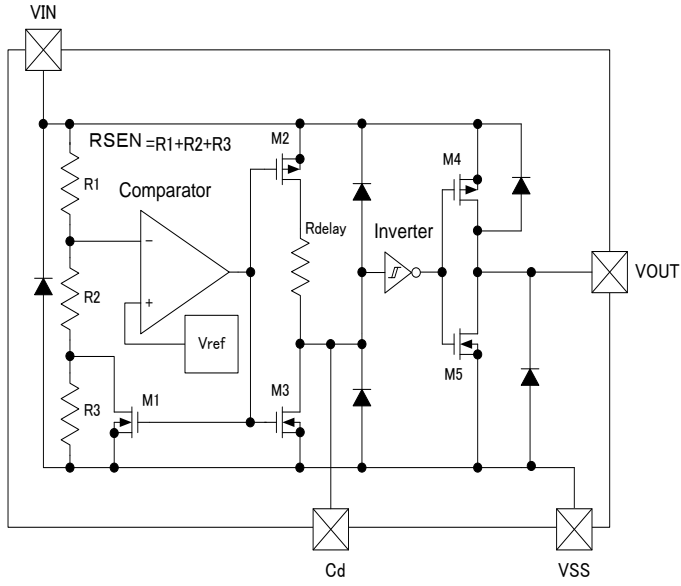 VIN
RSEN =R1+R2+R3
M2
M4
R1
Comparator
Rdelay
Inverter
−
VOUT
R2
+
Vref
M5
M1
M3
R3
Cd
VSS